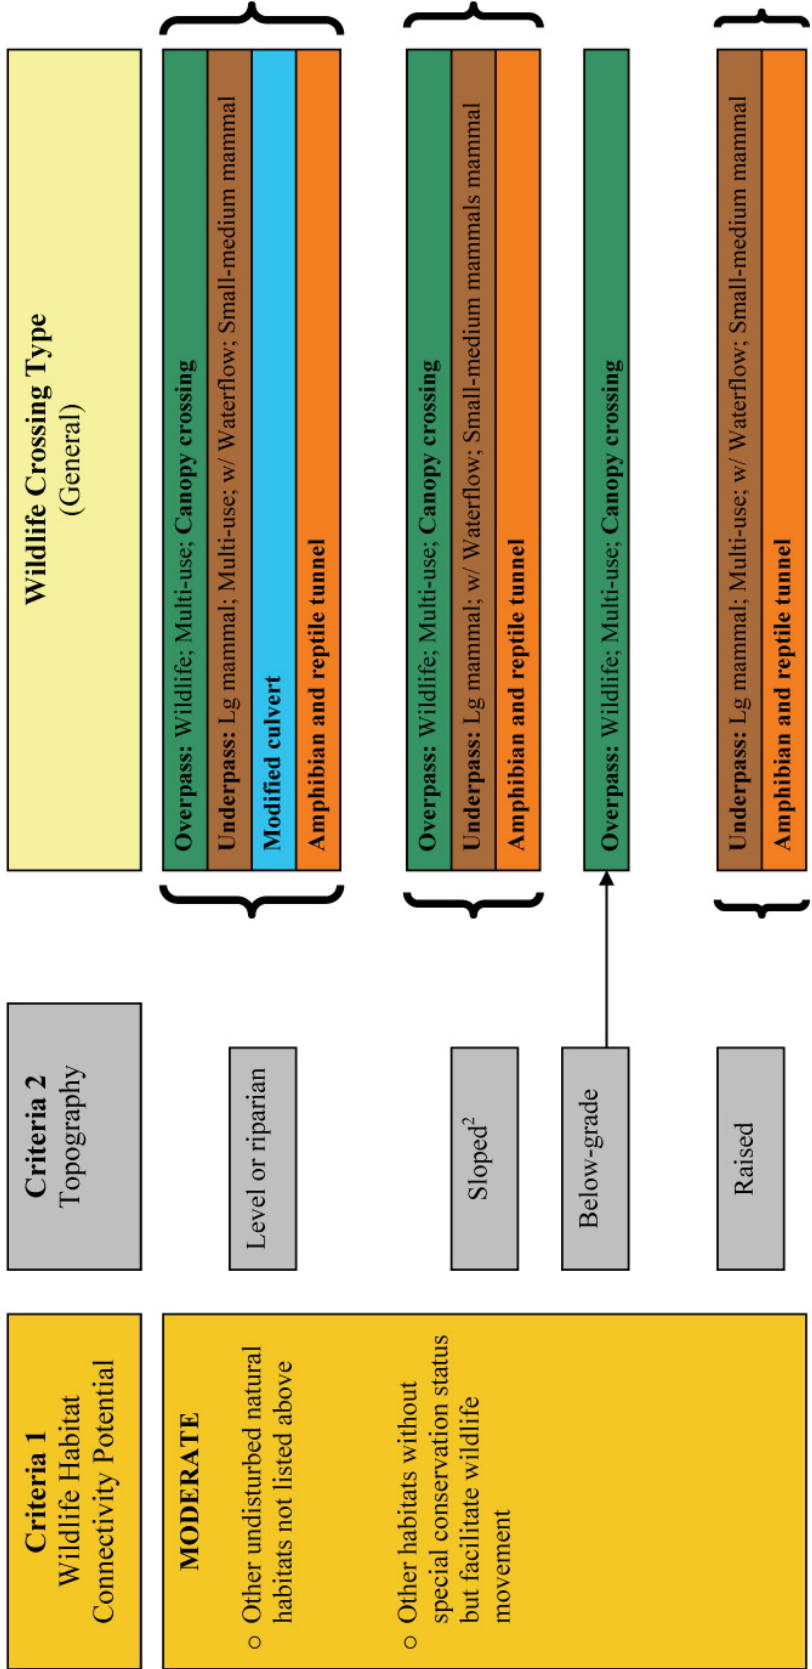 Criteria 1
Wildlife Habitat
Connectivity Potential
Criteria 2
Topography
Wildlife Crossing Type
(General)
MODERATE
○ Other undisturbed natural
habitats not listed above
○ Other habitats without
special conservation status
but facilitate wildlife
movement
Level or riparian
Overpass: Wildlife; Multi-use; Canopy crossing
Underpass: Lg mammal; Multi-use; w/ Waterflow; Small-medium mammal
Modified culvert
Amphibian and reptile tunnel
Sloped²
Overpass: Wildlife; Multi-use; Canopy crossing
Underpass: Lg mammal; w/ Waterflow; Small-medium mammals mammal
Amphibian and reptile tunnel
Below-grade
Overpass: Wildlife; Multi-use; Canopy crossing
Raised
Underpass: Lg mammal; Multi-use; w/ Waterflow; Small-medium mammal
Amphibian and reptile tunnel